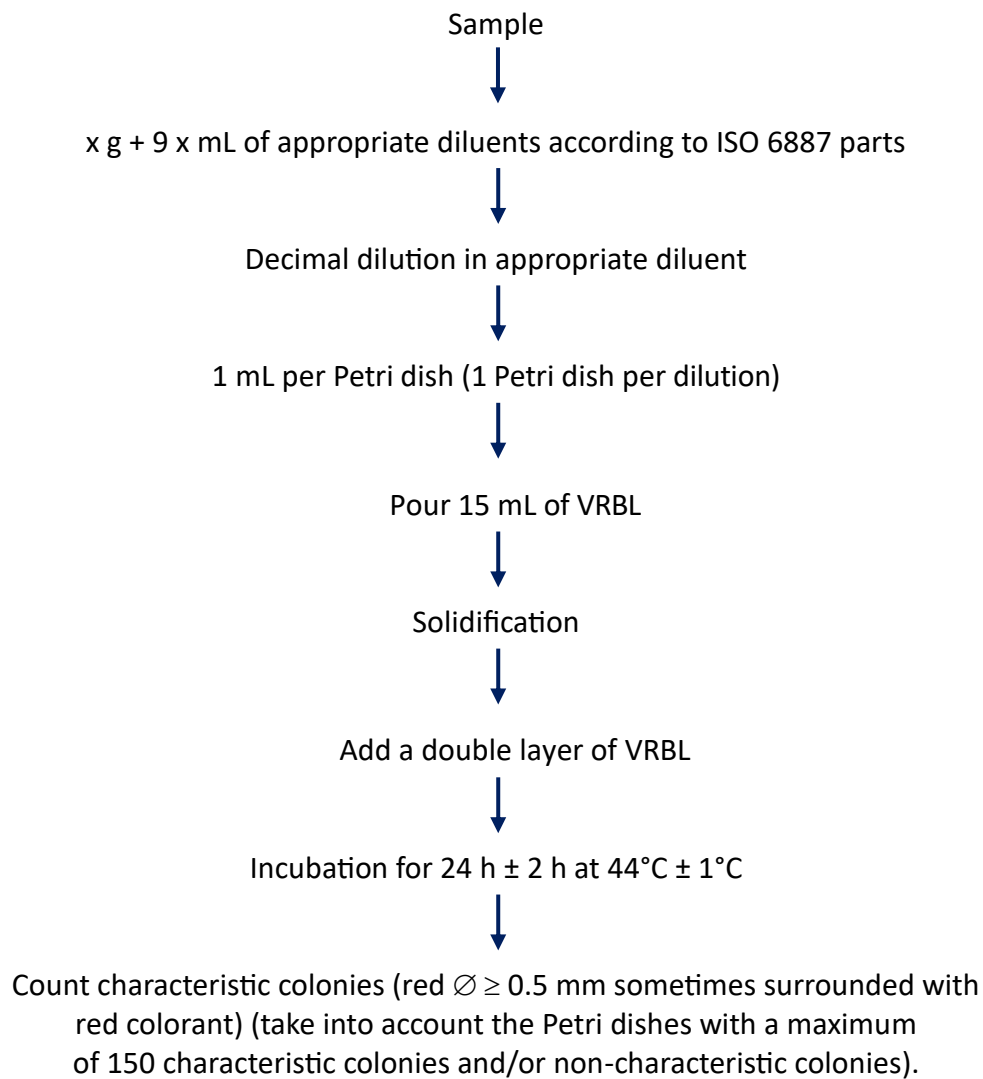 Sample
x g + 9 x mL of appropriate diluents according to ISO 6887 parts
Decimal dilution in appropriate diluent
1 mL per Petri dish (1 Petri dish per dilution)
Pour 15 mL of VRBL
Solidification
Add a double layer of VRBL
Incubation for 24 h ± 2 h at 44°C ± 1°C
Count characteristic colonies (red ∅ ≥ 0.5 mm sometimes surrounded with
red colorant) (take into account the Petri dishes with a maximum
of 150 characteristic colonies and/or non-characteristic colonies).